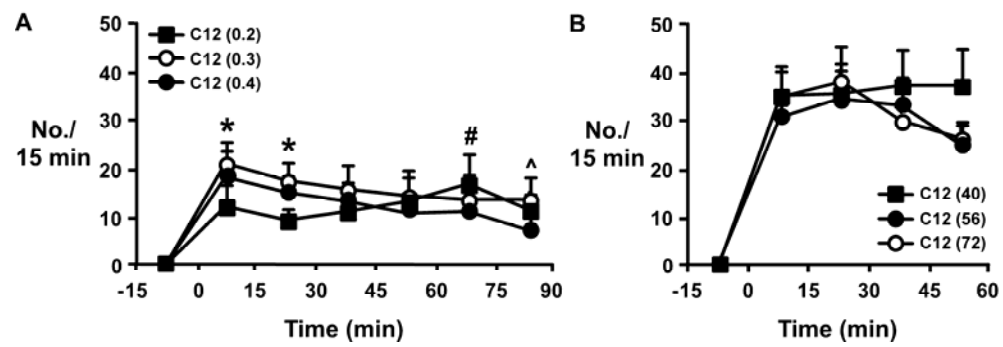 A
B
C12 (0.2)
C12 (0.3)
C12 (0.4)
No./
15 min
50
40
30
20
10
0
* * # ^
-15 0 15 30 45 60 75 90
Time (min)
No./
15 min
50
40
30
20
10
0
C12 (40)
C12 (56)
C12 (72)
-15 0 15 30 45 60
Time (min)